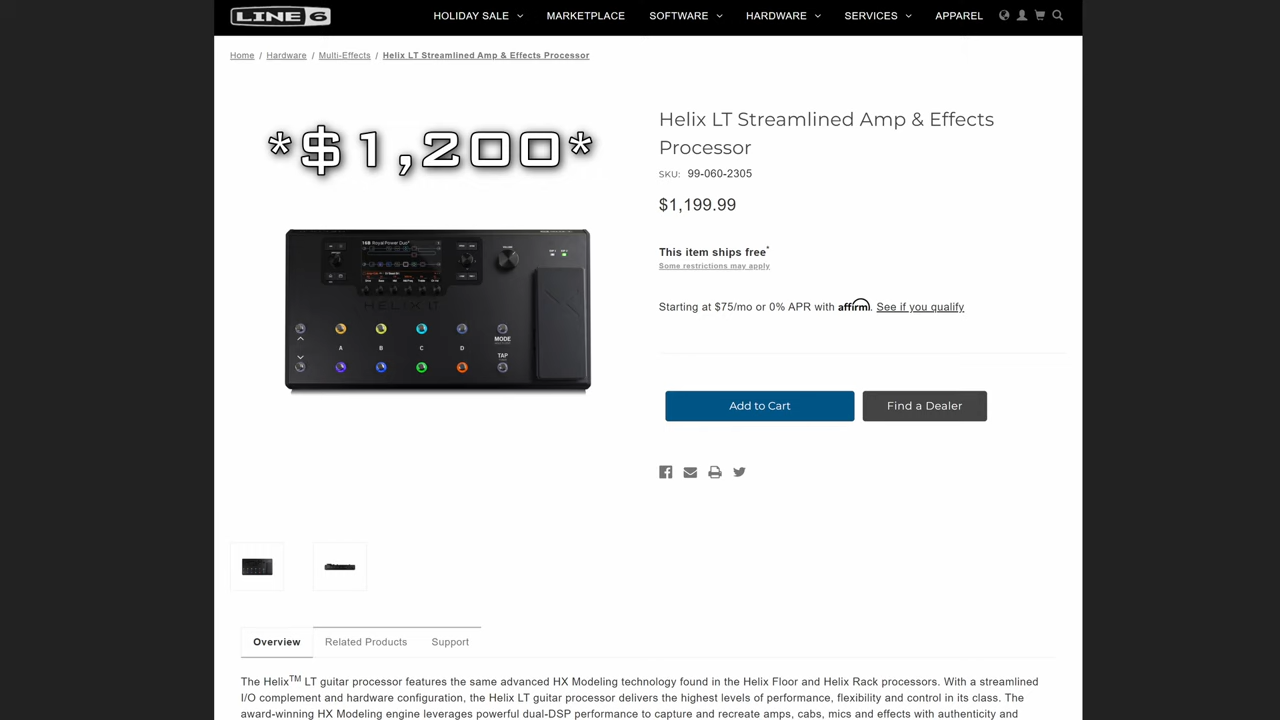 LINE 6
HOLIDAY SALE MARKETPLACE SOFTWARE HARDWARE SERVICES APPAREL
Home / Hardware / Multi-Effects / Helix LT Streamlined Amp & Effects Processor
*$1,200*
HELIX LT
A B C D MODE
TAP
Helix LT Streamlined Amp & Effects
Processor
SKU: 99-060-2305
$1,199.99
This item ships free*
Some restrictions may apply
Starting at $75/mo or 0% APR with affirm. See if you qualify
Add to Cart Find a Dealer
Overview Related Products Support
The Helix™ LT guitar processor features the same advanced HX Modeling technology found in the Helix Floor and Helix Rack processors. With a streamlined
I/O complement and hardware configuration, the Helix LT guitar processor delivers the highest levels of performance, flexibility and control in its class. The
award-winning HX Modeling engine leverages powerful dual-DSP performance to capture and recreate amps, cabs, mics and effects with authenticity and